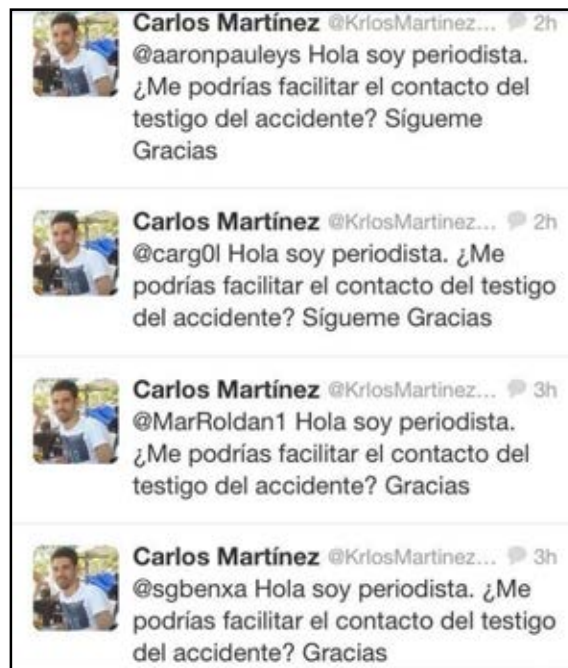 Carlos Martínez @KrlosMartinez... 2h
@aaronpauleys Hola soy periodista.
¿Me podrías facilitar el contacto del
testigo del accidente? Sígueme
Gracias
Carlos Martínez @KrlosMartinez... 2h
@carg0l Hola soy periodista. ¿Me
podrías facilitar el contacto del testigo
del accidente? Sígueme Gracias
Carlos Martínez @KrlosMartinez... 3h
@MarRoldan1 Hola soy periodista.
¿Me podrías facilitar el contacto del
testigo del accidente? Gracias
Carlos Martínez @KrlosMartinez... 3h
@sgbenxa Hola soy periodista. ¿Me
podrías facilitar el contacto del testigo
del accidente? Gracias